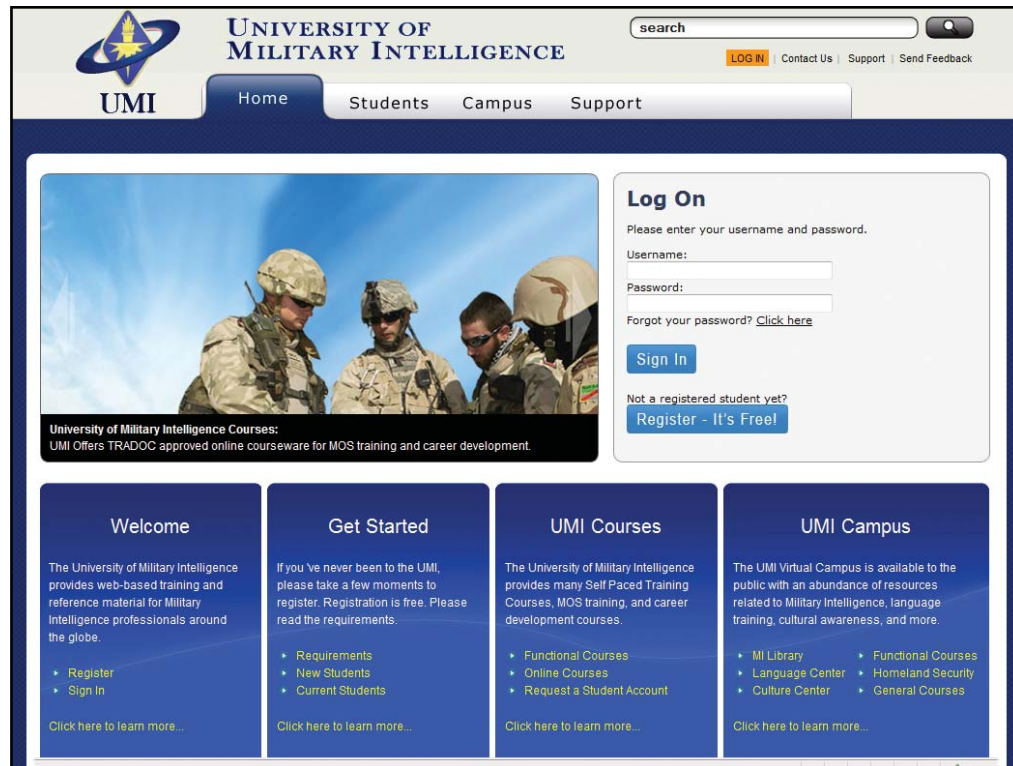 UNIVERSITY OF
MILITARY INTELLIGENCE
UMI
search
LOG IN | Contact Us | Support | Send Feedback
Home Students Campus Support
University of Military Intelligence Courses:
UMI Offers TRADOC approved online courseware for MOS training and career development.
Log On
Please enter your username and password.
Username:
Password:
Forgot your password? Click here
Sign In
Not a registered student yet?
Register - It's Free!
Welcome
The University of Military Intelligence
provides web-based training and
reference material for Military
Intelligence professionals around
the globe.
Register
Sign In
Click here to learn more...
Get Started
If you 've never been to the UMI,
please take a few moments to
register. Registration is free. Please
read the requirements.
Requirements
New Students
Current Students
Click here to learn more...
UMI Courses
The University of Military Intelligence
provides many Self Paced Training
Courses, MOS training, and career
development courses.
Functional Courses
Online Courses
Request a Student Account
Click here to learn more...
UMI Campus
The UMI Virtual Campus is available to the
public with an abundance of resources
related to Military Intelligence, language
training, cultural awareness, and more.
MI Library Functional Courses
Language Center Homeland Security
Culture Center General Courses
Click here to learn more...